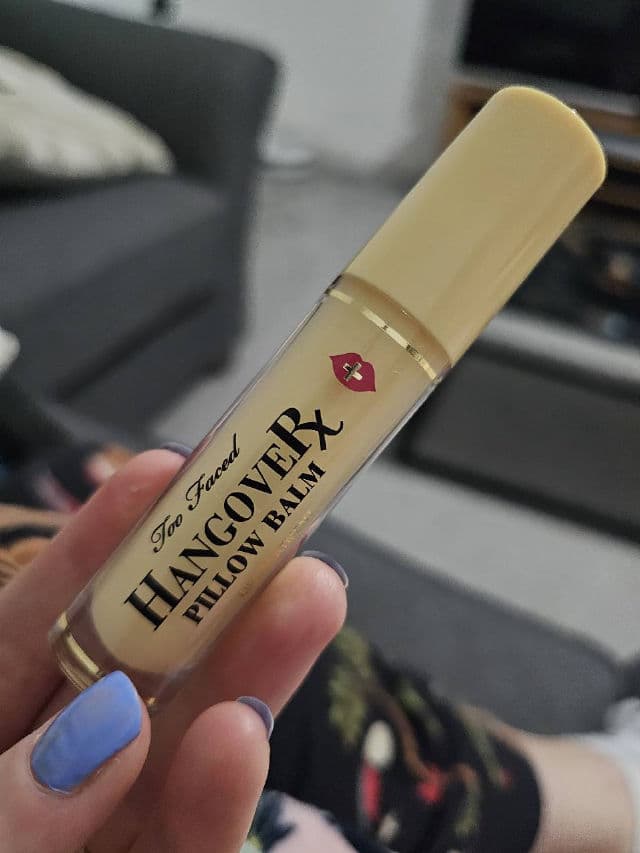 Too Faced
HANGOVERx
PILLOW BALM